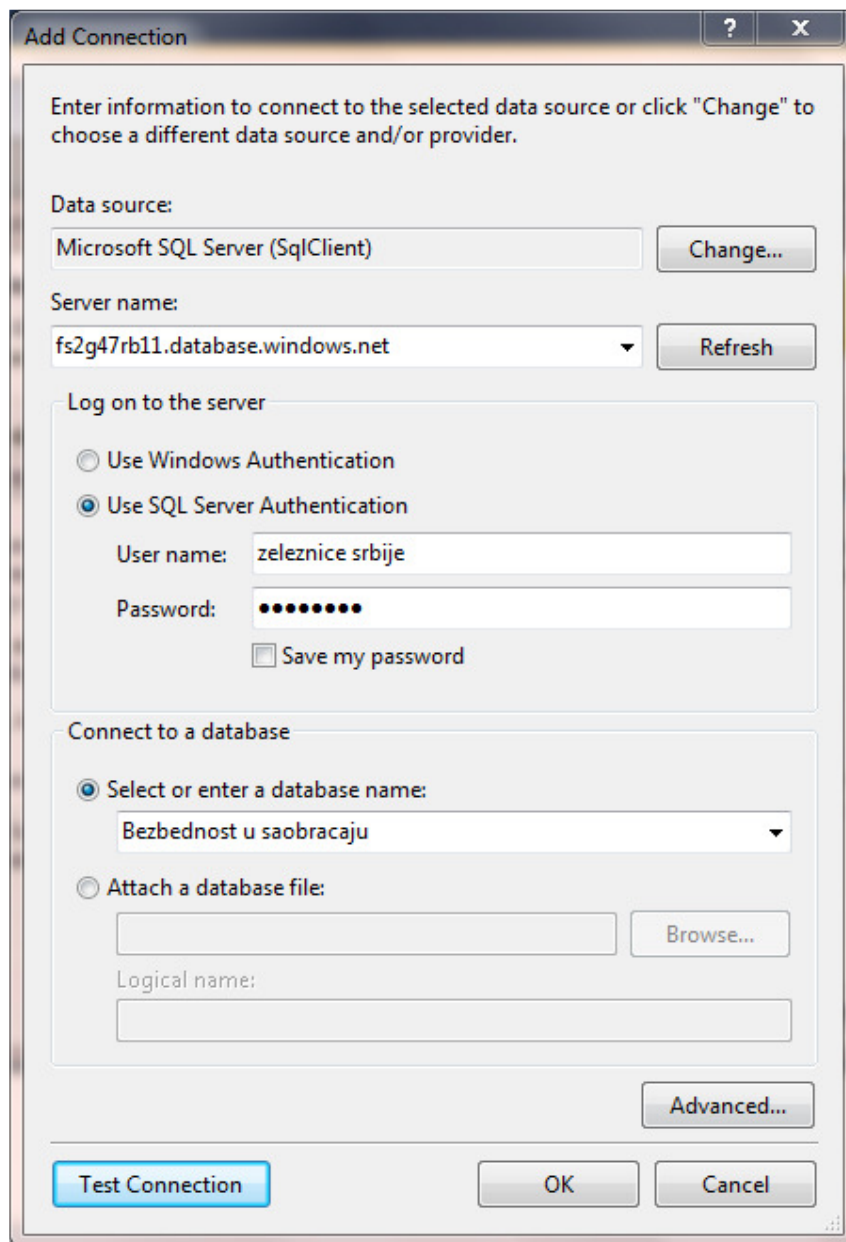 Add Connection
Enter information to connect to the selected data source or click "Change" to
choose a different data source and/or provider.
Data source:
Microsoft SQL Server (SqlClient)
Change...
Server name:
fs2g47rb11.database.windows.net
Refresh
Log on to the server
Use Windows Authentication
Use SQL Server Authentication
User name: zeleznice srbije
Password: ●●●●●●●●
Save my password
Connect to a database
Select or enter a database name:
Bezbednost u saobracaju
Attach a database file:
Browse...
Logical name:
Advanced...
Test Connection OK Cancel